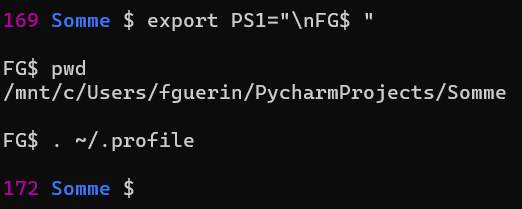 169 Somme $ export PS1="\nFG$ "
FG$ pwd
/mnt/c/Users/fguerin/PycharmProjects/Somme
FG$ . ~/.profile
172 Somme $